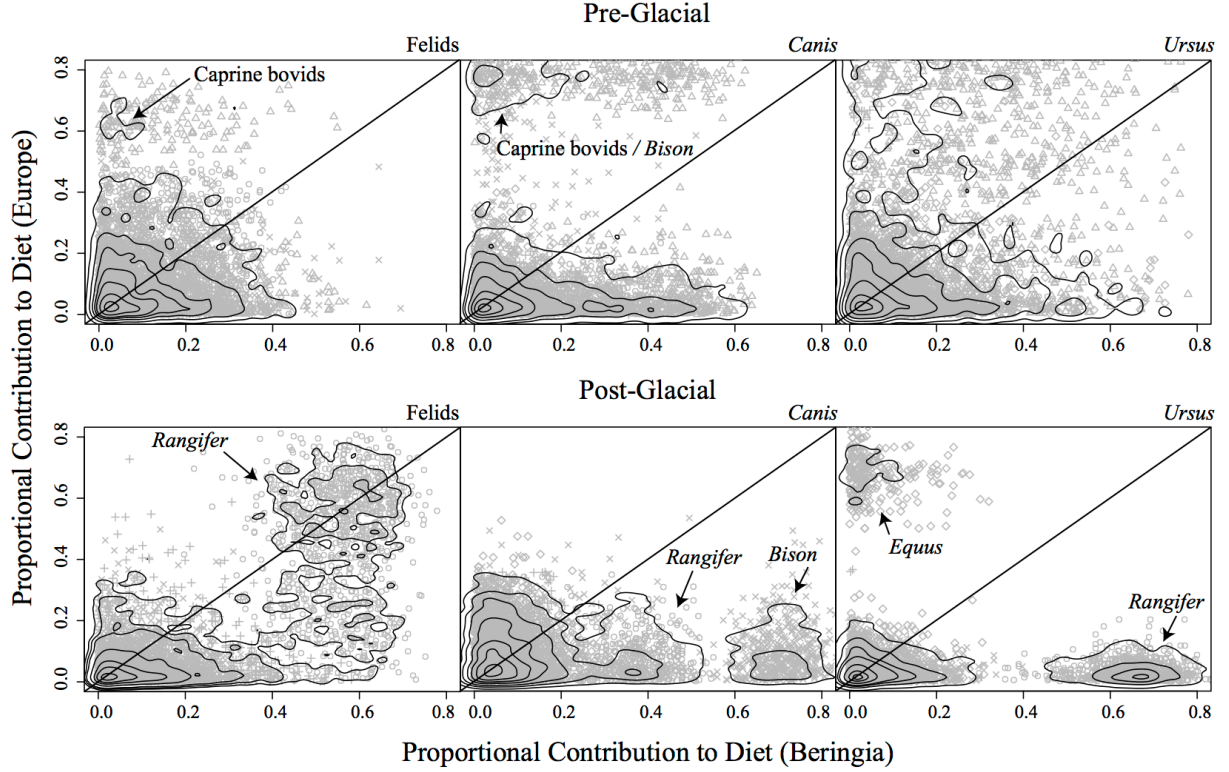 Pre-Glacial
Felids
Canis
Ursus
0.8
0.6
0.4
0.2
0.0
Caprine bovids
Caprine bovids / Bison
0.0 0.2 0.4 0.6 0.8
0.0 0.2 0.4 0.6 0.8
0.0 0.2 0.4 0.6 0.8
Proportional Contribution to Diet (Europe)
Post-Glacial
Felids
Canis
Ursus
0.8
0.6
0.4
0.2
0.0
Rangifer
Rangifer
Bison
Equus
Rangifer
0.0 0.2 0.4 0.6 0.8
0.0 0.2 0.4 0.6 0.8
0.0 0.2 0.4 0.6 0.8
Proportional Contribution to Diet (Beringia)